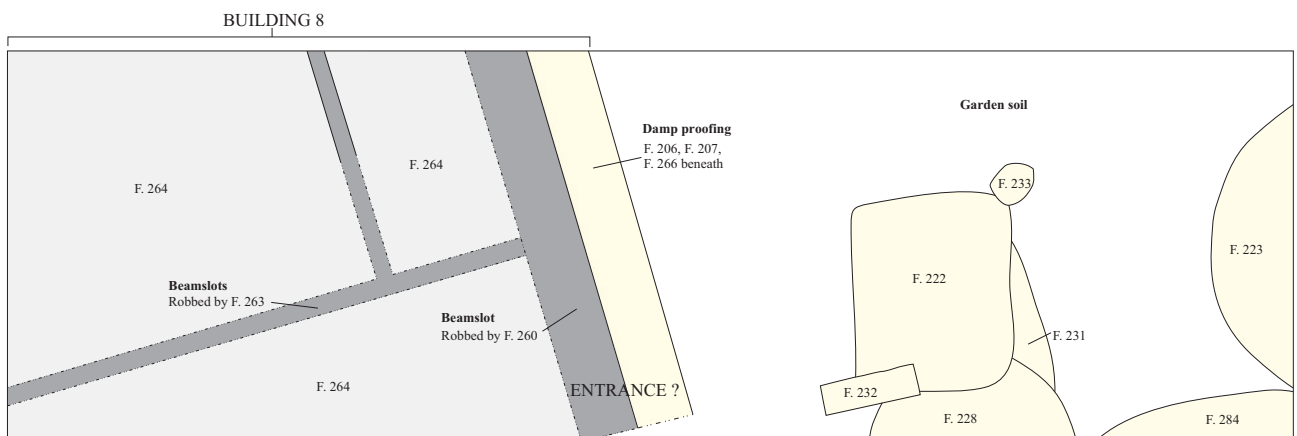 BUILDING 8
Garden soil
Damp proofing
F. 206, F. 207,
F. 266 beneath
F. 264
F. 264
F. 233
F. 223
F. 222
Beamslots
Robbed by F. 263
Beamslot
Robbed by F. 260
F. 231
F. 264
ENTRANCE ?
F. 232
F. 228
F. 284